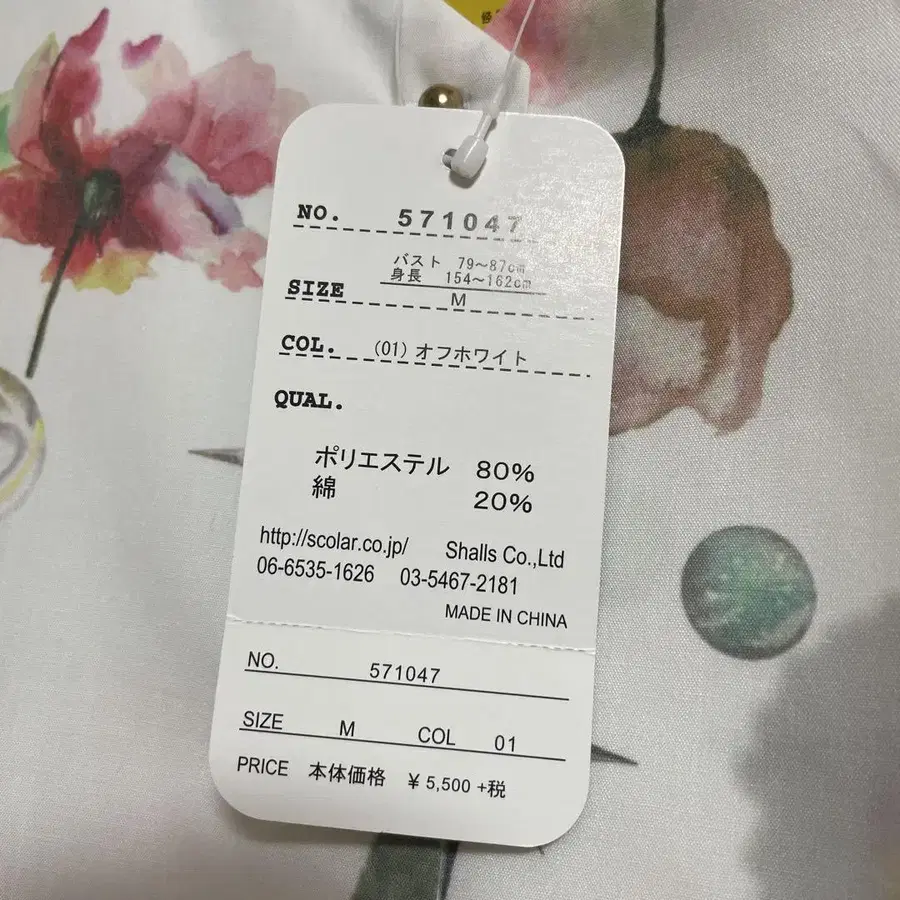 NO. 571047
バスト 79～87cm
身長 154～162cm
SIZE M
COL. (01) オフホワイト
QUAL.
ポリエステル 80%
綿 20%
http://scolar.co.jp/ Shalls Co.,Ltd
06-6535-1626 03-5467-2181
MADE IN CHINA
NO. 571047
SIZE M COL 01
PRICE 本体価格 ¥ 5,500 +税